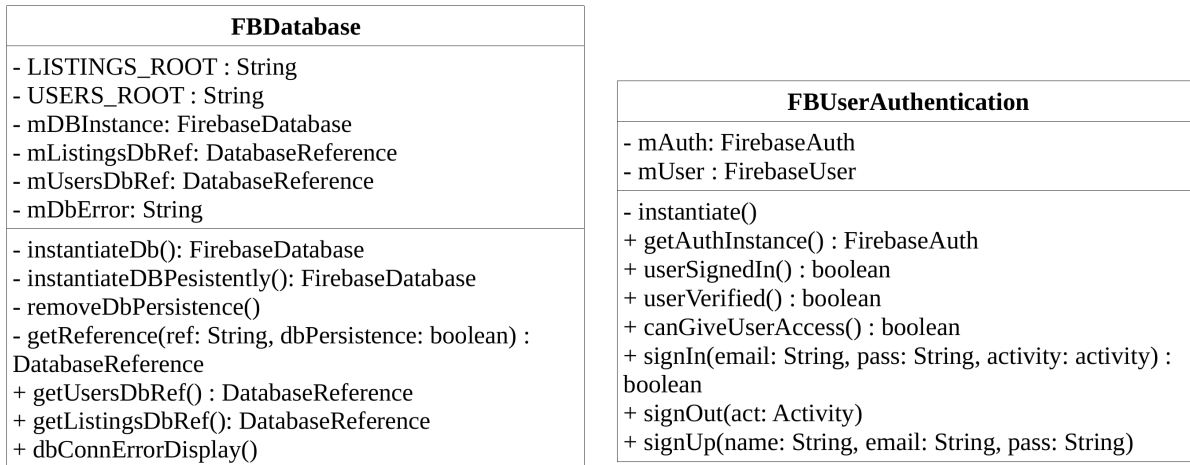 FBDatabase
- LISTINGS_ROOT : String
- USERS_ROOT : String
- mDBInstance: FirebaseDatabase
- mListingsDbRef: DatabaseReference
- mUsersDbRef: DatabaseReference
- mDbError: String
- instantiateDb(): FirebaseDatabase
- instantiateDBPesistently(): FirebaseDatabase
- removeDbPersistence()
- getReference(ref: String, dbPersistence: boolean) :
DatabaseReference
+ getUsersDbRef() : DatabaseReference
+ getListingsDbRef(): DatabaseReference
+ dbConnErrorDisplay()
FBUserAuthentication
- mAuth: FirebaseAuth
- mUser : FirebaseUser
- instantiate()
+ getAuthInstance() : FirebaseAuth
+ userSignedIn() : boolean
+ userVerified() : boolean
+ canGiveUserAccess() : boolean
+ signIn(email: String, pass: String, activity: activity) :
boolean
+ signOut(act: Activity)
+ signUp(name: String, email: String, pass: String)